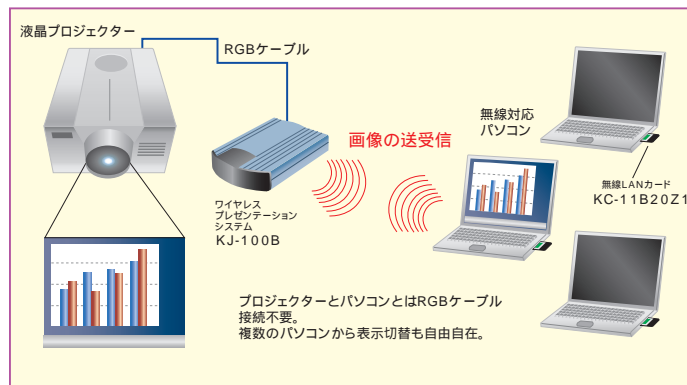 液晶プロジェクター
RGBケーブル
画像の送受信
無線対応
パソコン
無線LANカード
KC-11B20Z1
ワイヤレス
プレゼンテーション
システム
KJ-100B
プロジェクターとパソコンとはRGBケーブル
接続不要。
複数のパソコンから表示切替も自由自在。